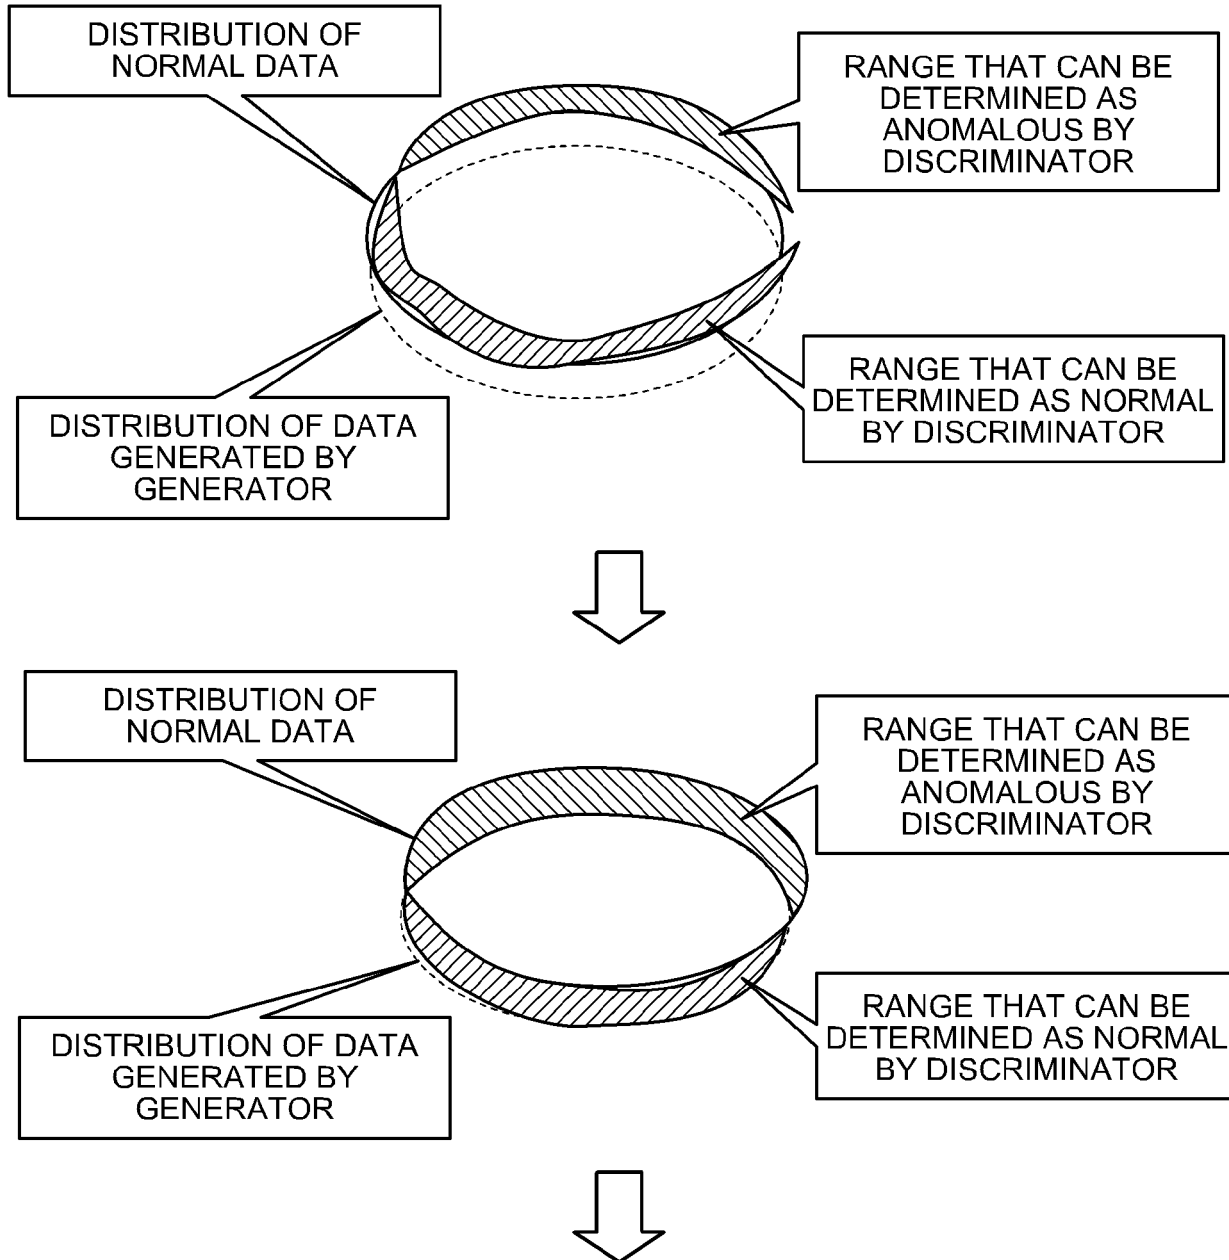 DISTRIBUTION OF
NORMAL DATA
RANGE THAT CAN BE
DETERMINED AS
ANOMALOUS BY
DISCRIMINATOR
RANGE THAT CAN BE
DETERMINED AS NORMAL
BY DISCRIMINATOR
DISTRIBUTION OF DATA
GENERATED BY
GENERATOR
DISTRIBUTION OF
NORMAL DATA
RANGE THAT CAN BE
DETERMINED AS
ANOMALOUS BY
DISCRIMINATOR
RANGE THAT CAN BE
DETERMINED AS NORMAL
BY DISCRIMINATOR
DISTRIBUTION OF DATA
GENERATED BY
GENERATOR